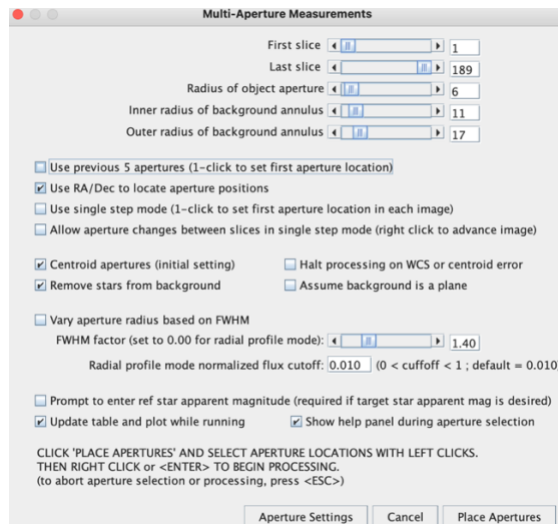 Multi-Aperture Measurements
First slice 1
Last slice 189
Radius of object aperture 6
Inner radius of background annulus 11
Outer radius of background annulus 17
Use previous 5 apertures (1-click to set first aperture location)
Use RA/Dec to locate aperture positions
Use single step mode (1-click to set first aperture location in each image)
Allow aperture changes between slices in single step mode (right click to advance image)
Centroid apertures (initial setting) Halt processing on WCS or centroid error
Remove stars from background Assume background is a plane
Vary aperture radius based on FWHM
FWHM factor (set to 0.00 for radial profile mode): 1.40
Radial profile mode normalized flux cutoff: 0.010 (0 < cuffoff < 1 ; default = 0.010)
Prompt to enter ref star apparent magnitude (required if target star apparent mag is desired)
Update table and plot while running Show help panel during aperture selection
CLICK 'PLACE APERTURES' AND SELECT APERTURE LOCATIONS WITH LEFT CLICKS.
THEN RIGHT CLICK or <ENTER> TO BEGIN PROCESSING.
(to abort aperture selection or processing, press <ESC>)
Aperture Settings Cancel Place Apertures